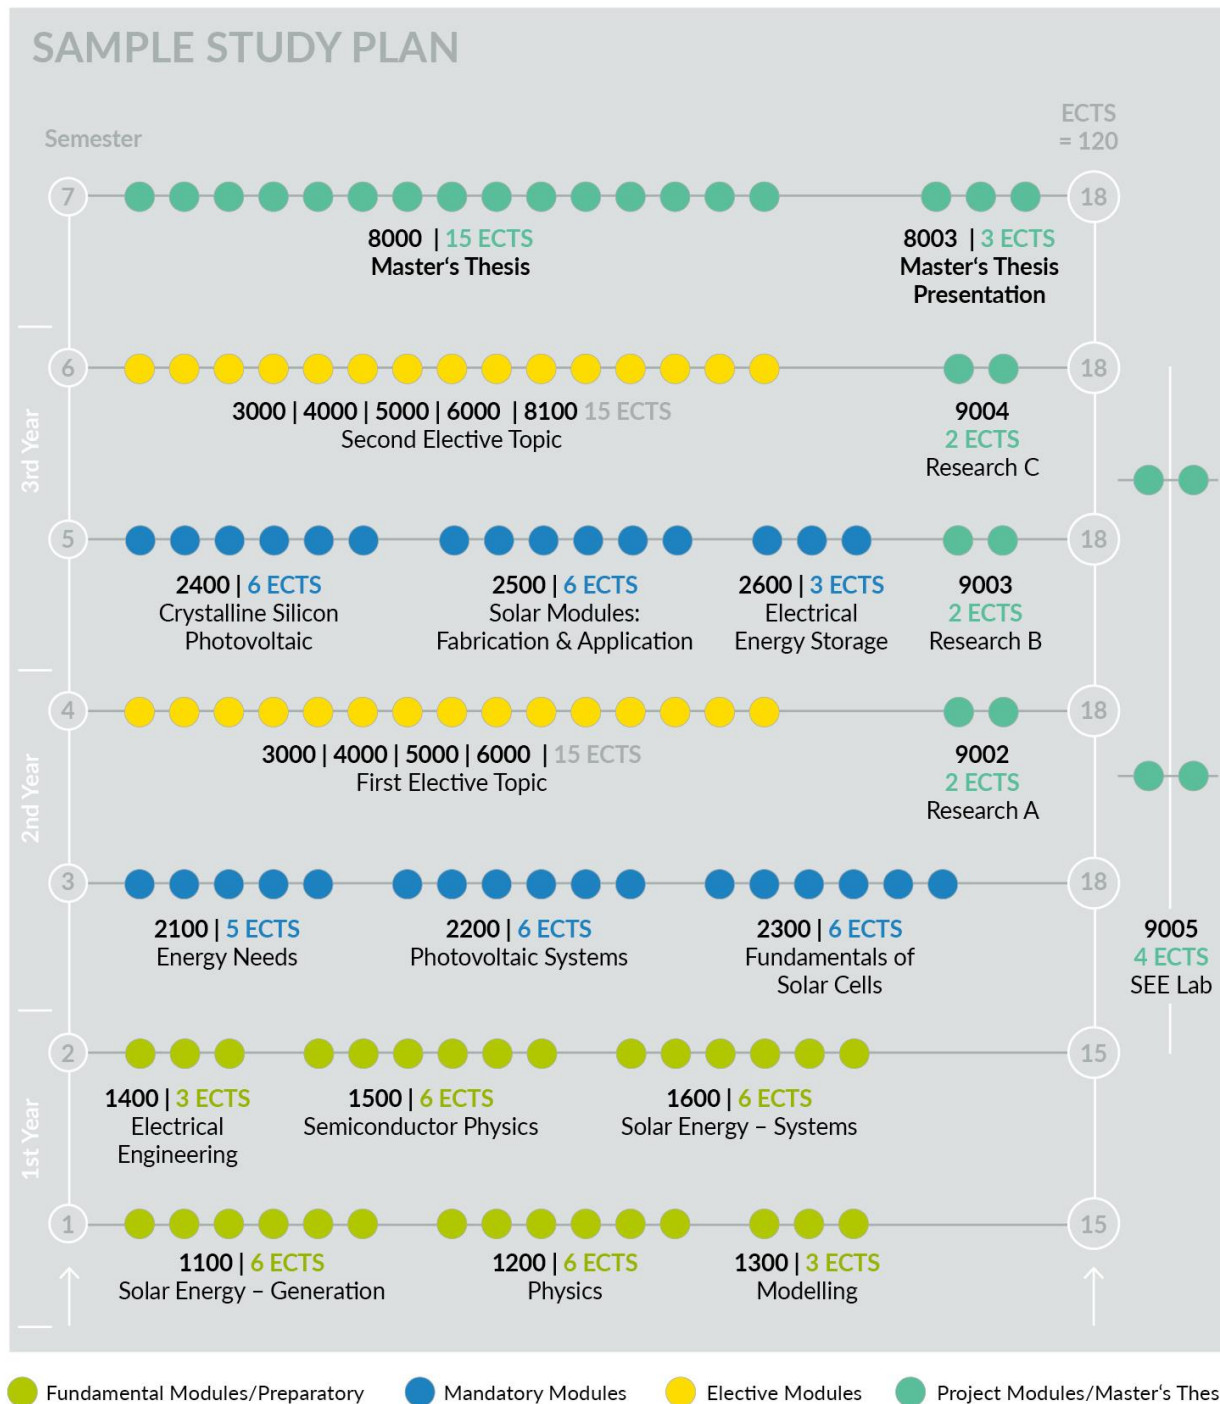 SAMPLE STUDY PLAN
ECTS
= 120
Semester
7
18
8000 | 15 ECTS
Master‘s Thesis
8003 | 3 ECTS
Master‘s Thesis
Presentation
6
18
3000 | 4000 | 5000 | 6000 | 8100 15 ECTS
Second Elective Topic
9004
2 ECTS
Research C
3rd Year
5
18
2400 | 6 ECTS
Crystalline Silicon
Photovoltaic
2500 | 6 ECTS
Solar Modules:
Fabrication & Application
2600 | 3 ECTS
Electrical
Energy Storage
9003
2 ECTS
Research B
4
18
3000 | 4000 | 5000 | 6000 | 15 ECTS
First Elective Topic
9002
2 ECTS
Research A
2nd Year
3
18
2100 | 5 ECTS
Energy Needs
2200 | 6 ECTS
Photovoltaic Systems
2300 | 6 ECTS
Fundamentals of
Solar Cells
9005
4 ECTS
SEE Lab
2
15
1400 | 3 ECTS
Electrical
Engineering
1500 | 6 ECTS
Semiconductor Physics
1600 | 6 ECTS
Solar Energy – Systems
1st Year
1
15
1100 | 6 ECTS
Solar Energy – Generation
1200 | 6 ECTS
Physics
1300 | 3 ECTS
Modelling
Fundamental Modules/Preparatory
Mandatory Modules
Elective Modules
Project Modules/Master‘s Thes